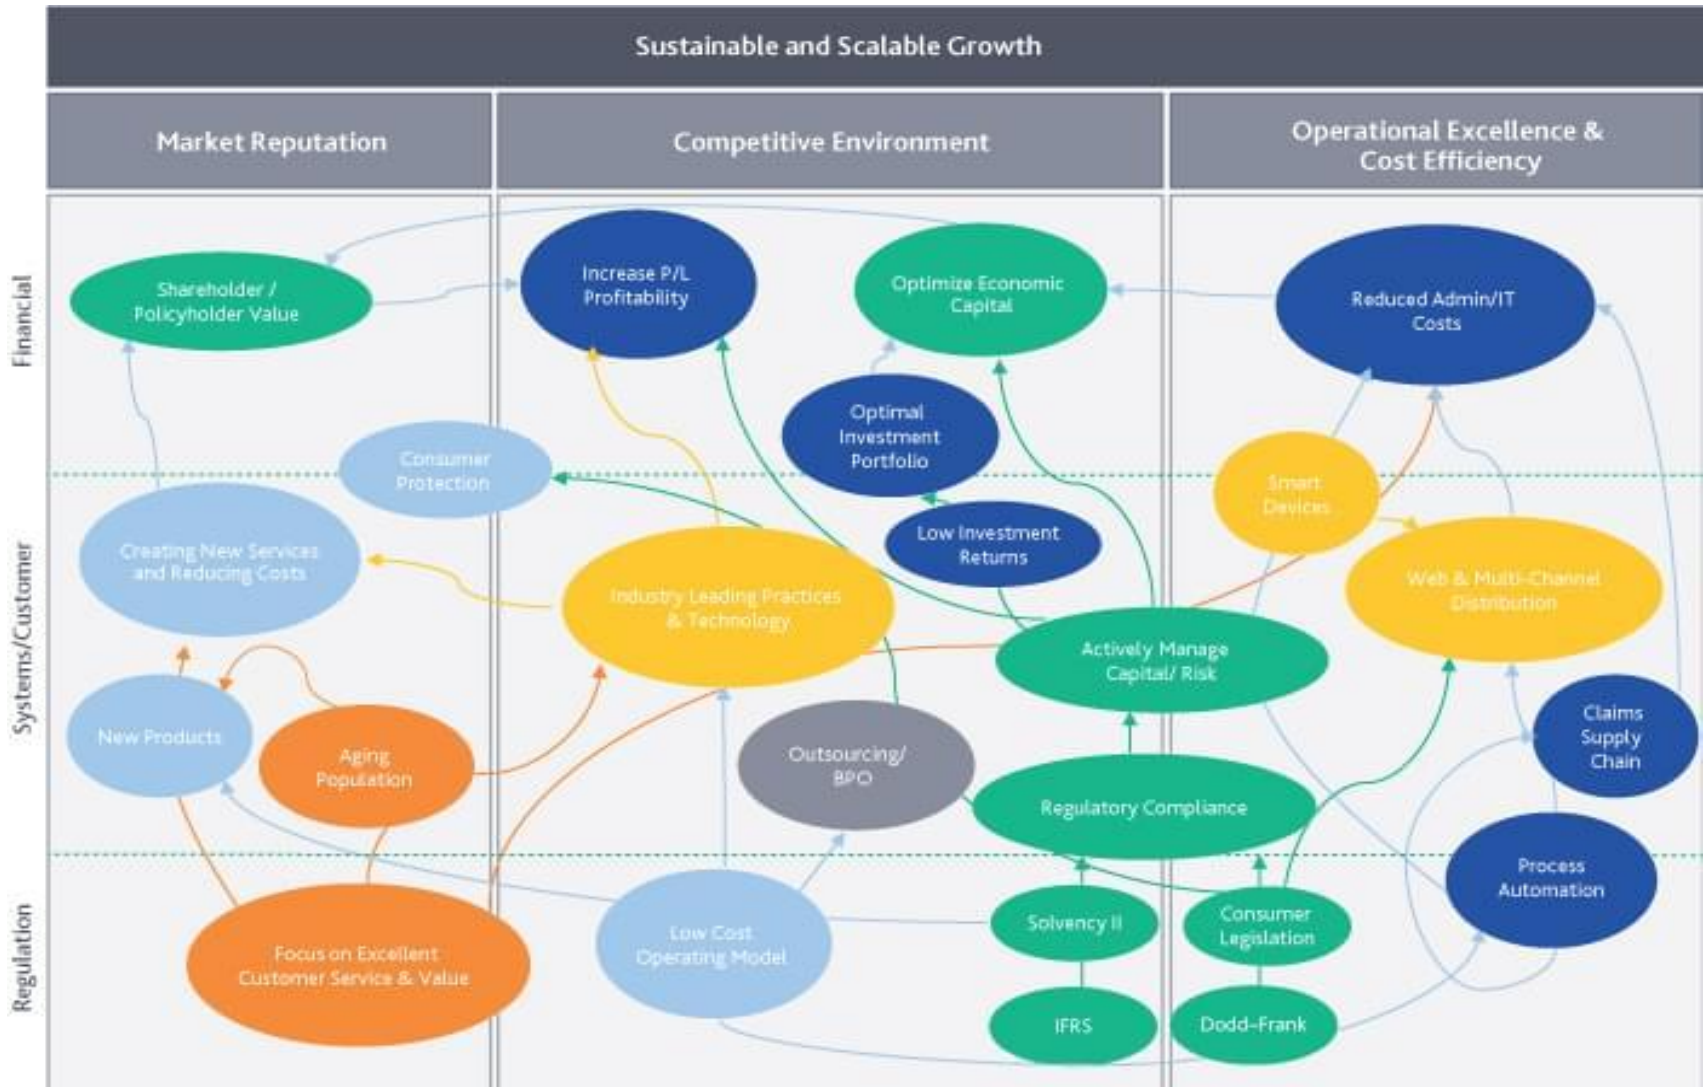 Sustainable and Scalable Growth
Market Reputation
Competitive Environment
Operational Excellence &
Cost Efficiency
Financial
Shareholder /
Policyholder Value
Increase P/L
Profitability
Optimize Economic
Capital
Reduced Admin/IT
Costs
Optimal
Investment
Portfolio
Consumer
Protection
Smart
Devices
Systems/Customer
Creating New Services
and Reducing Costs
Low Investment
Returns
Industry Leading Practices
& Technology
Web & Multi-Channel
Distribution
Actively Manage
Capital/ Risk
New Products
Aging
Population
Outsourcing/
BPO
Claims
Supply
Chain
Regulatory Compliance
Process
Automation
Regulation
Focus on Excellent
Customer Service & Value
Low Cost
Operating Model
Solvency II
Consumer
Legislation
IFRS
Dodd-Frank